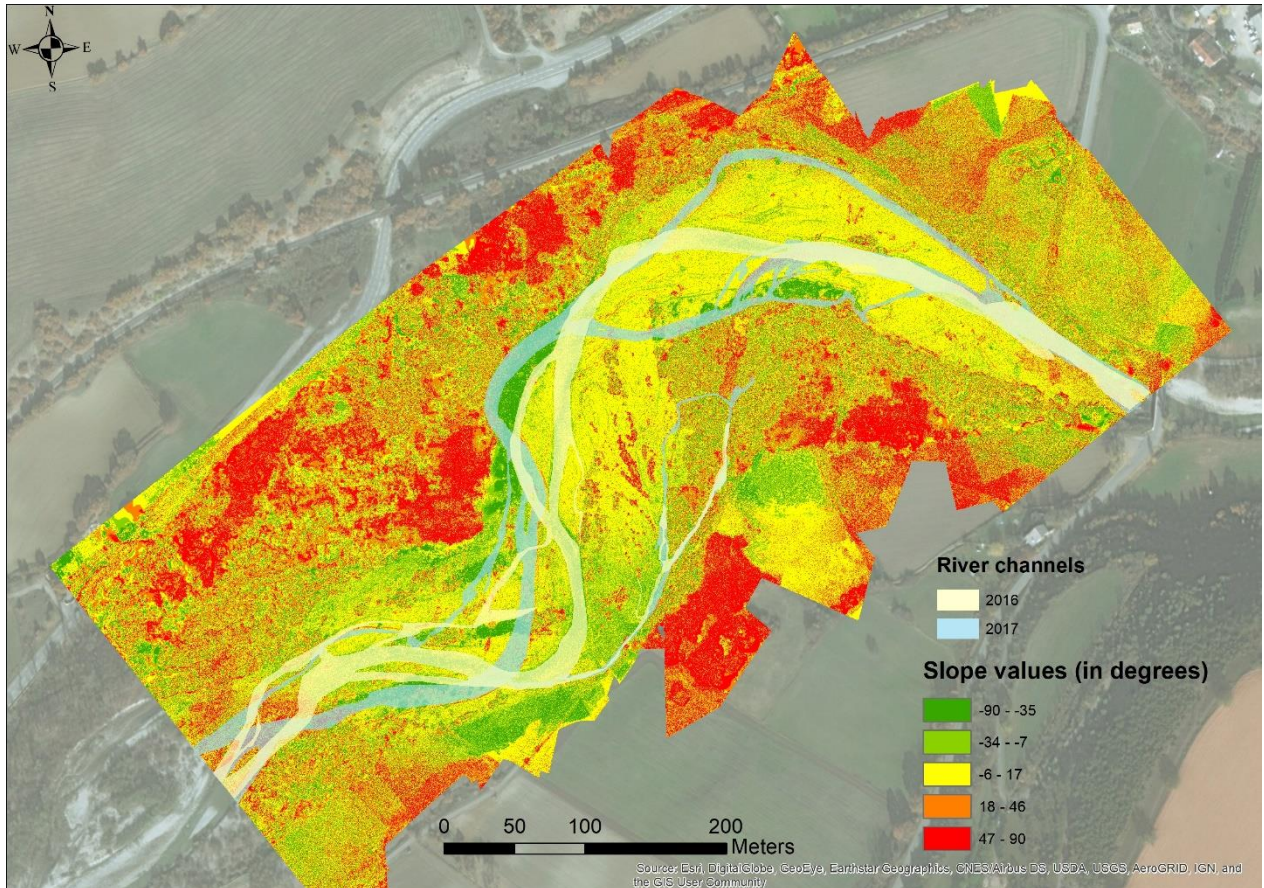 N
W E
S
River channels
2016
2017
Slope values (in degrees)
-90 - -35
-34 - -7
-6 - 17
18 - 46
47 - 90
0 50 100 200
Meters
Source: Esri, DigitalGlobe, GeoEye, Earthstar Geographics, CNES/Airbus DS, USDA, USGS, AeroGRID, IGN, and
the GIS User Community